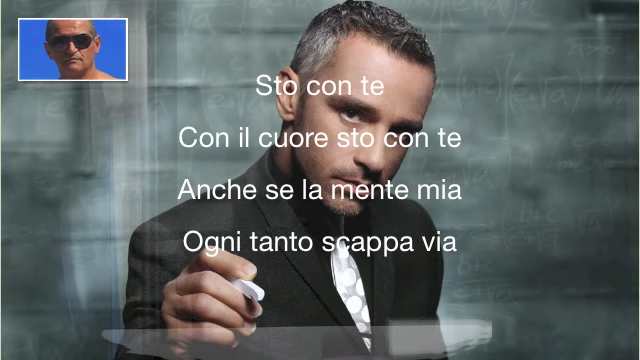 Sto con te
Con il cuore sto con te
Anche se la mente mia
Ogni tanto scappa via